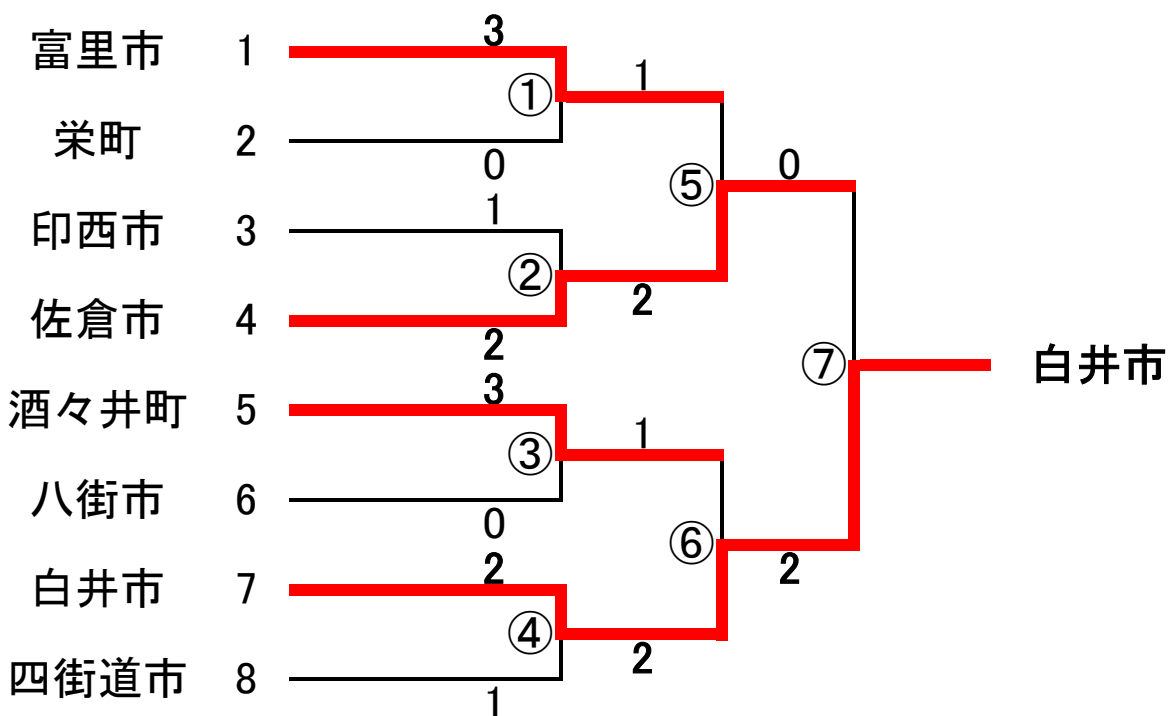 富里市 1 3
① 1
栄町 2 0
⑤ 0
印西市 3 1
② 2
佐倉市 4 2
⑦ 白井市
酒々井町 5 3
③ 1
八街市 6 0
⑥ 2
白井市 7 2
④ 2
四街道市 8 1